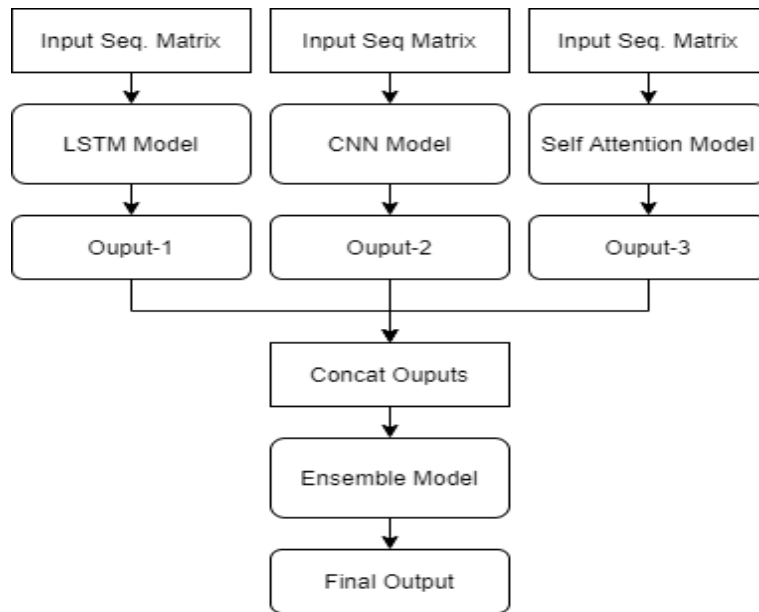 Input Seq. Matrix
Input Seq Matrix
Input Seq. Matrix
LSTM Model
CNN Model
Self Attention Model
Ouput-1
Ouput-2
Ouput-3
Concat Ouputs
Ensemble Model
Final Output